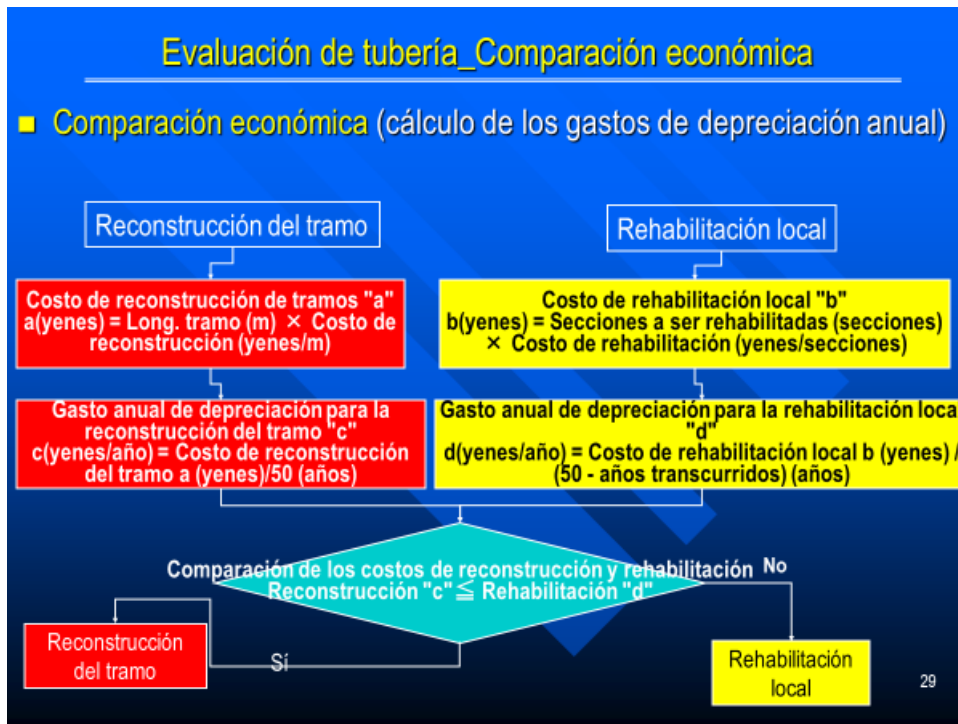 Evaluación de tubería_Comparación económica
Comparación económica (cálculo de los gastos de depreciación anual)
Reconstrucción del tramo
Rehabilitación local
Costo de reconstrucción de tramos "a"
a(yenes) = Long. tramo (m) × Costo de
reconstrucción (yenes/m)
Costo de rehabilitación local "b"
b(yenes) = Secciones a ser rehabilitadas (secciones)
× Costo de rehabilitación (yenes/secciones)
Gasto anual de depreciación para la
reconstrucción del tramo "c"
c(yenes/año) = Costo de reconstrucción
del tramo a (yenes)/50 (años)
Gasto anual de depreciación para la rehabilitación loca
"d"
d(yenes/año) = Costo de rehabilitación local b (yenes) /
(50 - años transcurridos) (años)
Comparación de los costos de reconstrucción y rehabilitación
Reconstrucción "c" ≦ Rehabilitación "d"
No
Sí
Reconstrucción
del tramo
Rehabilitación
local
29